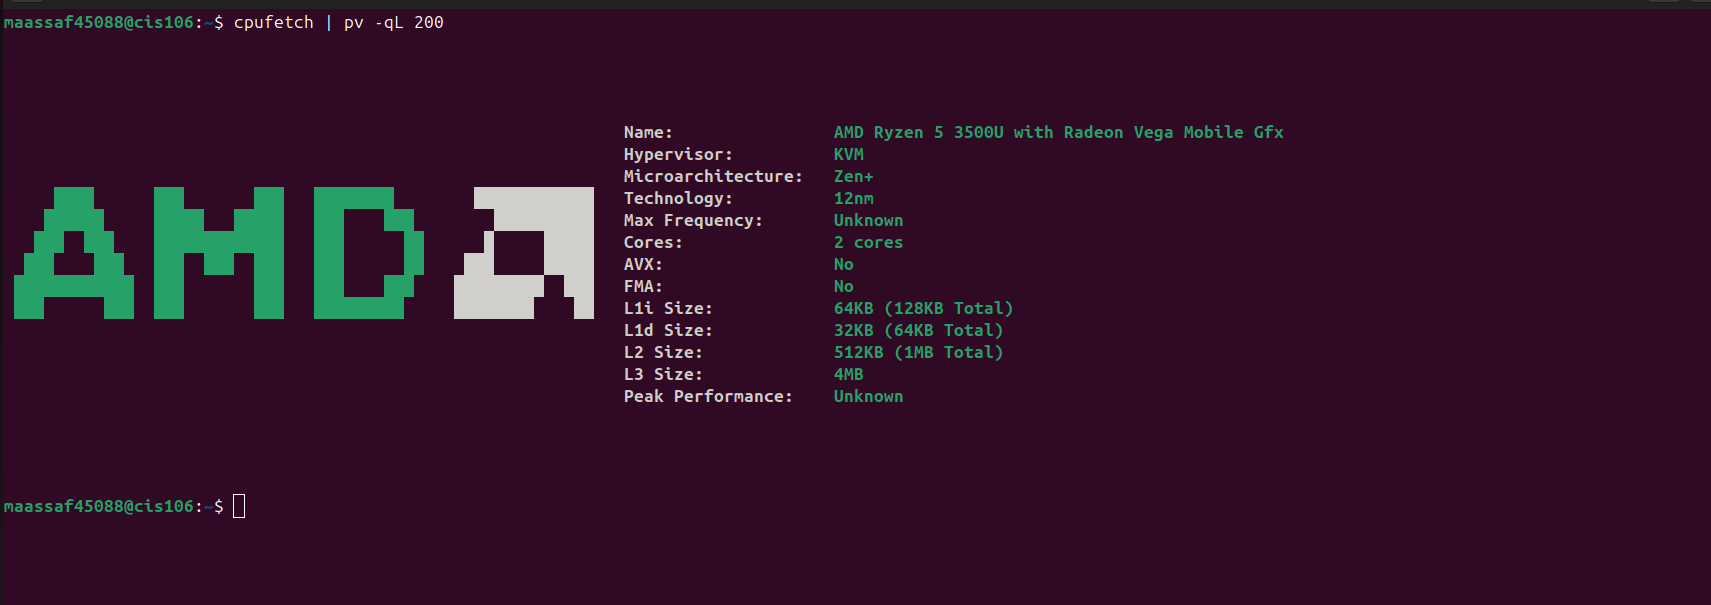 maassaf45088@cis106:~$ cpufetch | pv -qL 200
Name: AMD Ryzen 5 3500U with Radeon Vega Mobile Gfx
Hypervisor: KVM
Microarchitecture: Zen+
Technology: 12nm
Max Frequency: Unknown
Cores: 2 cores
AVX: No
FMA: No
L1i Size: 64KB (128KB Total)
L1d Size: 32KB (64KB Total)
L2 Size: 512KB (1MB Total)
L3 Size: 4MB
Peak Performance: Unknown
AMD
maassaf45088@cis106:~$